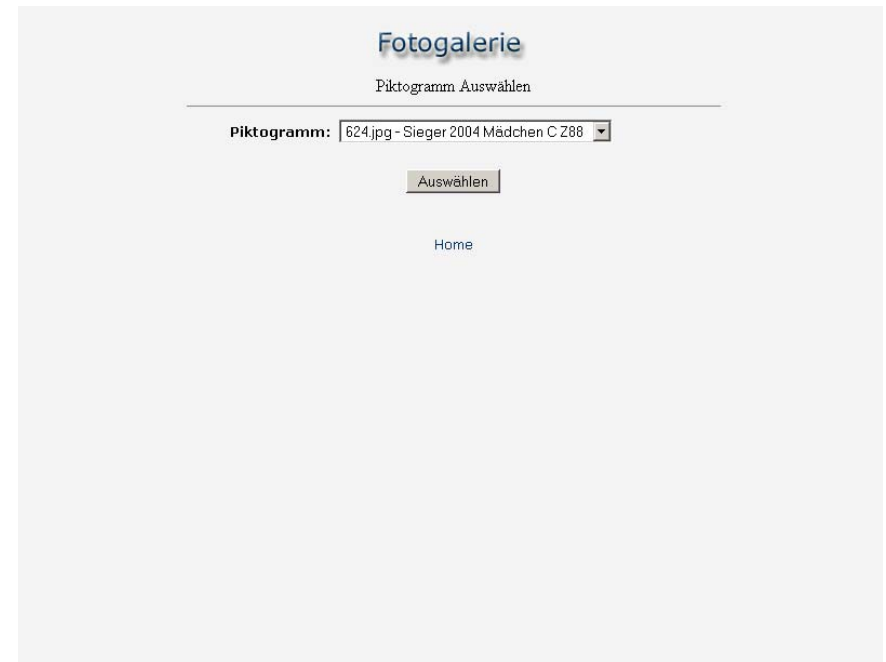 Fotogalerie
Piktogramm Auswählen
Piktogramm: 624.jpg - Sieger 2004 Mädchen C Z88
Auswählen
Home